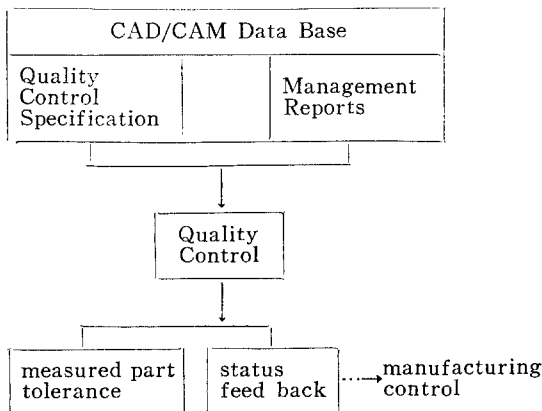 CAD/CAM Data Base
Quality
Control
Specification
Management
Reports
Quality
Control
measured part
tolerance
status
feed back
manufacturing
control